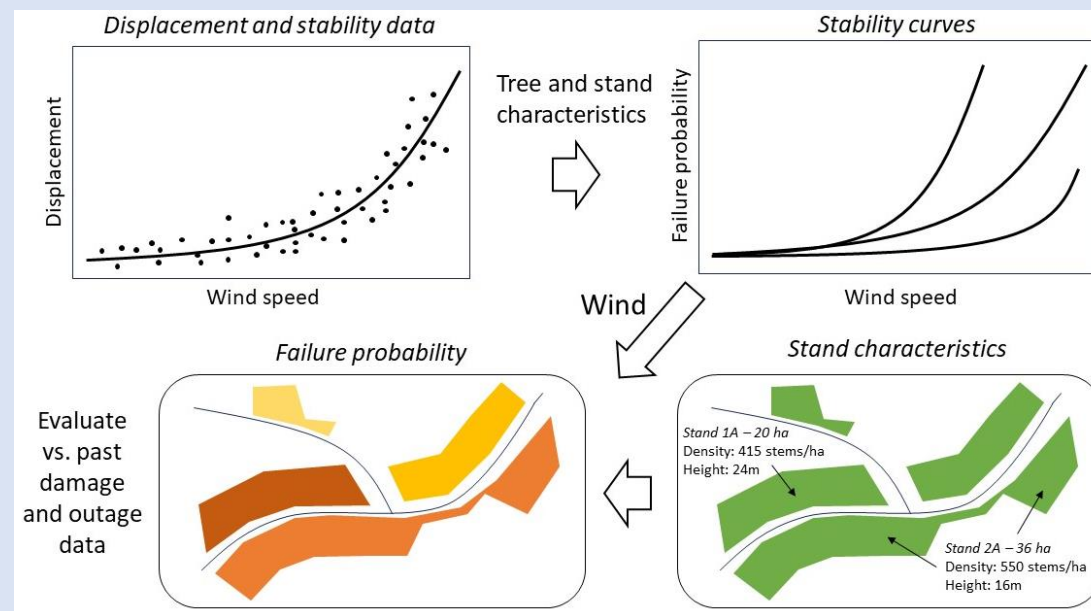 Displacement and stability data
Displacement
Wind speed
Tree and stand
characteristics
Stability curves
Failure probability
Wind speed
Wind
Failure probability
Evaluate
vs. past
damage
and outage
data
Stand characteristics
Stand 1A – 20 ha
Density: 415 stems/ha
Height: 24m
Stand 2A – 36 ha
Density: 550 stems/ha
Height: 16m